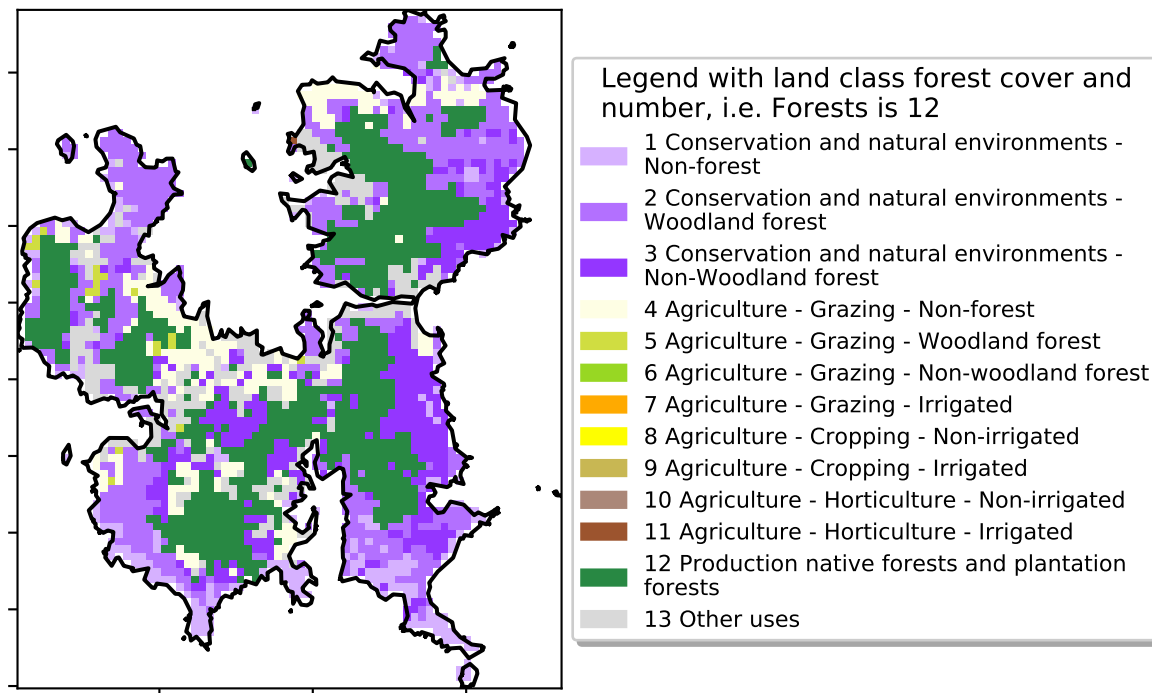 Legend with land class forest cover and
number, i.e. Forests is 12
1 Conservation and natural environments -
Non-forest
2 Conservation and natural environments -
Woodland forest
3 Conservation and natural environments -
Non-Woodland forest
4 Agriculture - Grazing - Non-forest
5 Agriculture - Grazing - Woodland forest
6 Agriculture - Grazing - Non-woodland forest
7 Agriculture - Grazing - Irrigated
8 Agriculture - Cropping - Non-irrigated
9 Agriculture - Cropping - Irrigated
10 Agriculture - Horticulture - Non-irrigated
11 Agriculture - Horticulture - Irrigated
12 Production native forests and plantation
forests
13 Other uses